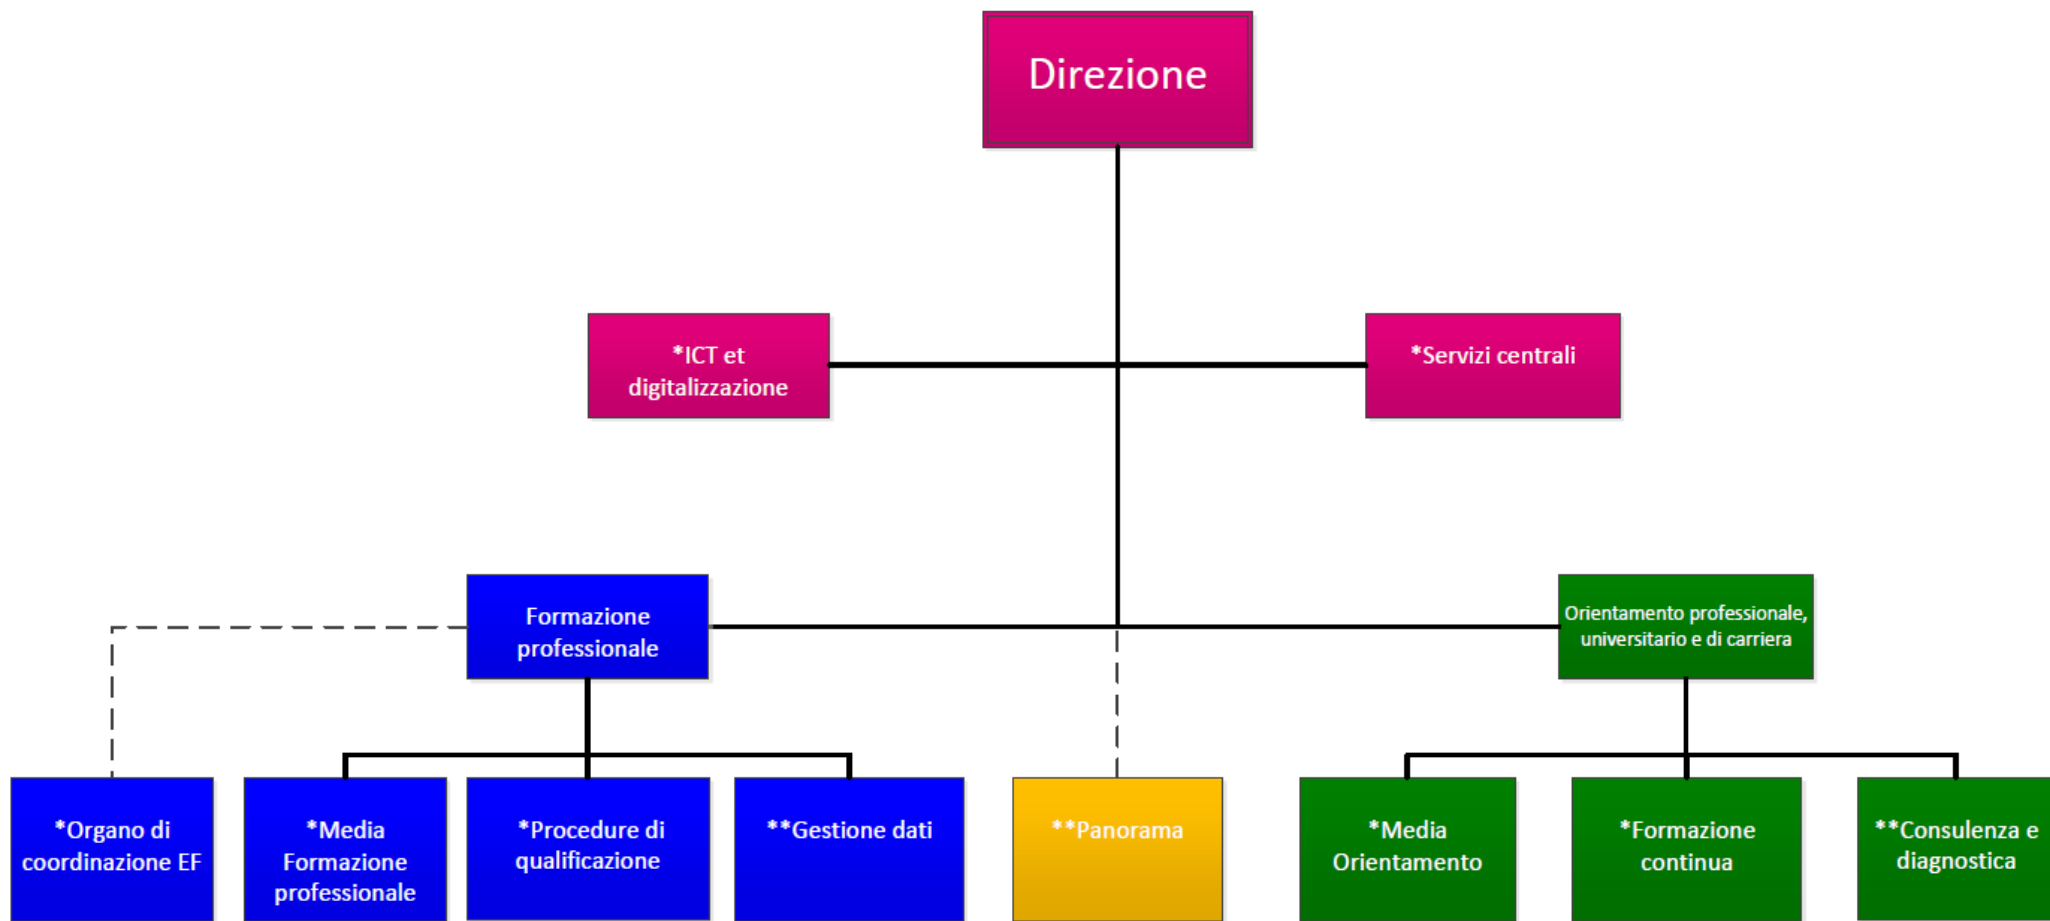 Direzione
*ICT et
digitalizzazione
*Servizi centrali
Formazione
professionale
Orientamento professionale,
universitario e di carriera
*Organo di
coordinazione EF
*Media
Formazione
professionale
*Procedure di
qualificazione
**Gestione dati
**Panorama
*Media
Orientamento
*Formazione
continua
**Consulenza e
diagnostica